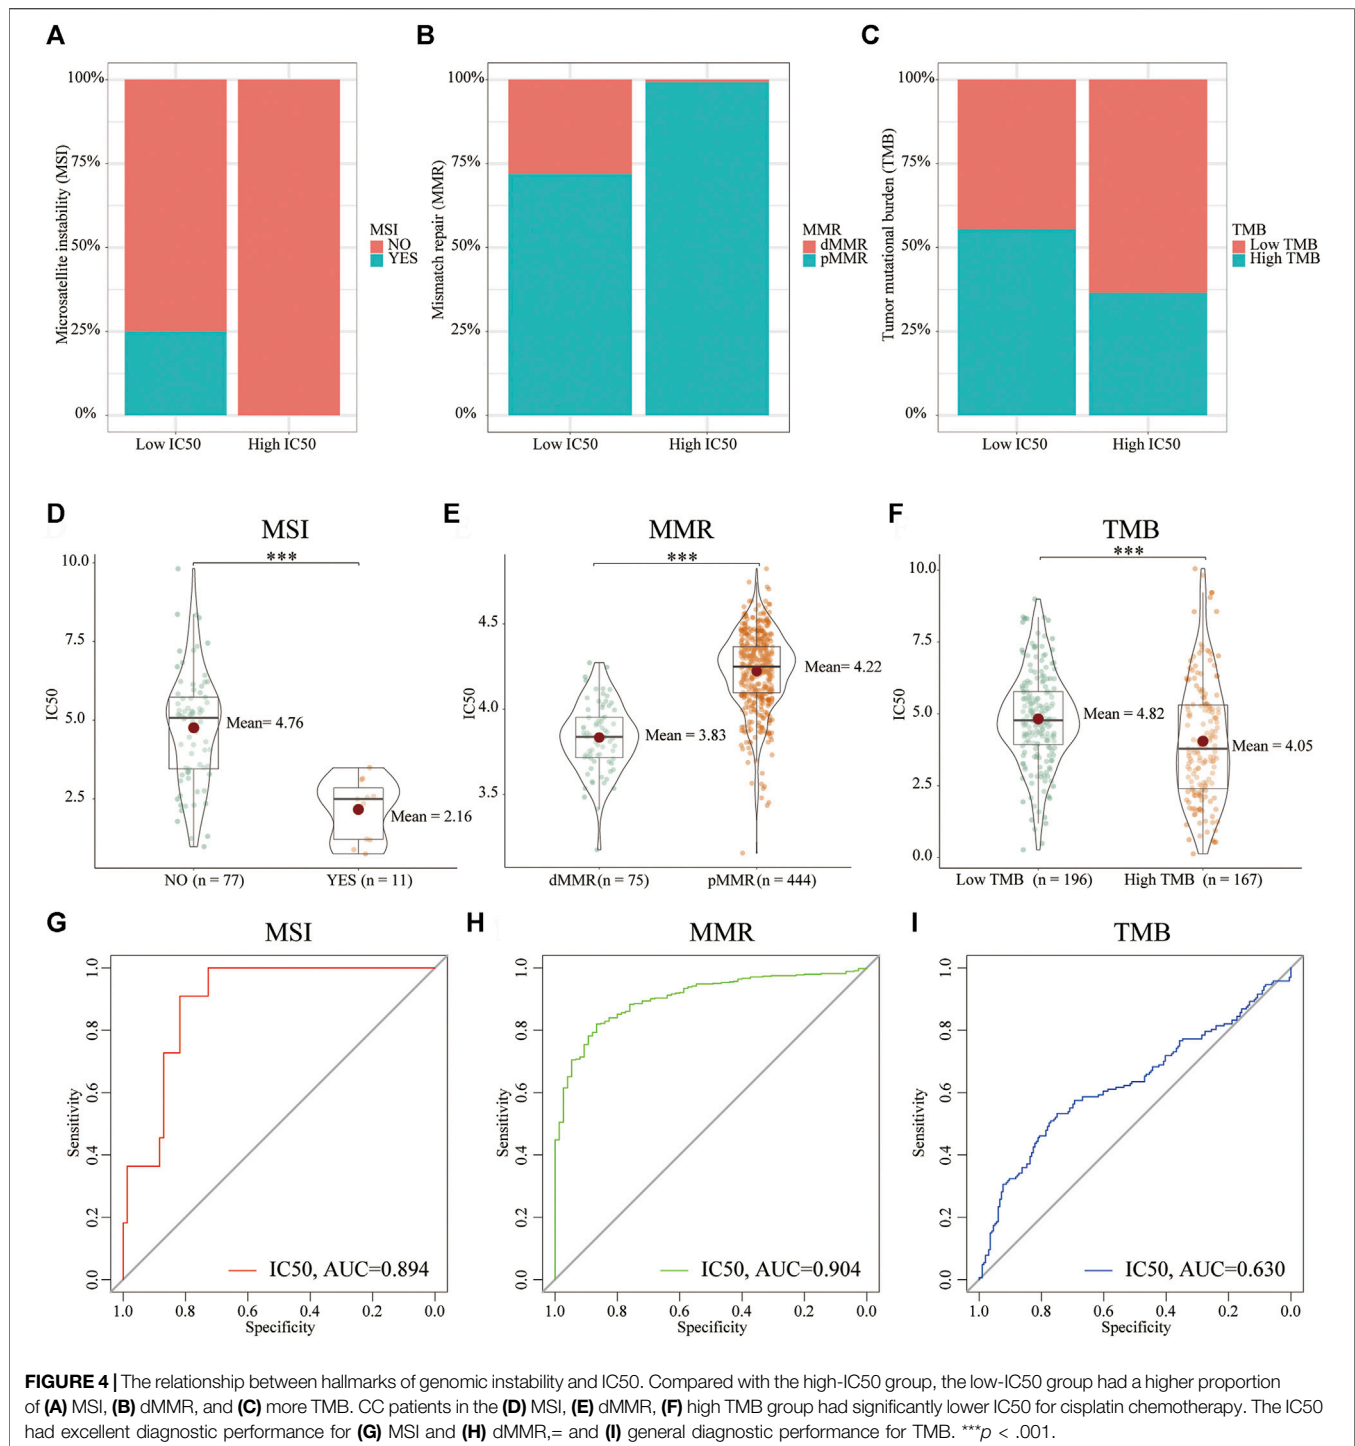 A
B
C
100%
75%
50%
25%
0%
Microsatellite instability (MSI)
Low IC50
High IC50
MSI
NO
YES
100%
75%
50%
25%
0%
Mismatch repair (MMR)
Low IC50
High IC50
MMR
dMMR
pMMR
100%
75%
50%
25%
0%
Tumor mutational burden (TMB)
Low IC50
High IC50
TMB
Low TMB
High TMB
D
MSI
***
10.0
7.5
5.0
2.5
IC50
Mean= 4.76
Mean = 2.16
NO (n = 77)
YES (n = 11)
E
MMR
***
4.5
4.0
3.5
IC50
Mean = 3.83
Mean= 4.22
dMMR(n = 75)
pMMR(n = 444)
F
TMB
***
10.0
7.5
5.0
2.5
0.0
IC50
Mean = 4.82
Mean = 4.05
Low TMB (n = 196)
High TMB (n = 167)
G
MSI
1.0
0.8
0.6
0.4
0.2
0.0
Sensitivity
IC50, AUC=0.894
1.0 0.8 0.6 0.4 0.2 0.0
Specificity
H
MMR
1.0
0.8
0.6
0.4
0.2
0.0
Sensitivity
IC50, AUC=0.904
1.0 0.8 0.6 0.4 0.2 0.0
Specificity
I
TMB
1.0
0.8
0.6
0.4
0.2
0.0
Sensitivity
IC50, AUC=0.630
1.0 0.8 0.6 0.4 0.2 0.0
Specificity
FIGURE 4 | The relationship between hallmarks of genomic instability and IC50. Compared with the high-IC50 group, the low-IC50 group had a higher proportion
of (A) MSI, (B) dMMR, and (C) more TMB. CC patients in the (D) MSI, (E) dMMR, (F) high TMB group had significantly lower IC50 for cisplatin chemotherapy. The IC50
had excellent diagnostic performance for (G) MSI and (H) dMMR,= and (I) general diagnostic performance for TMB. ***p < .001.